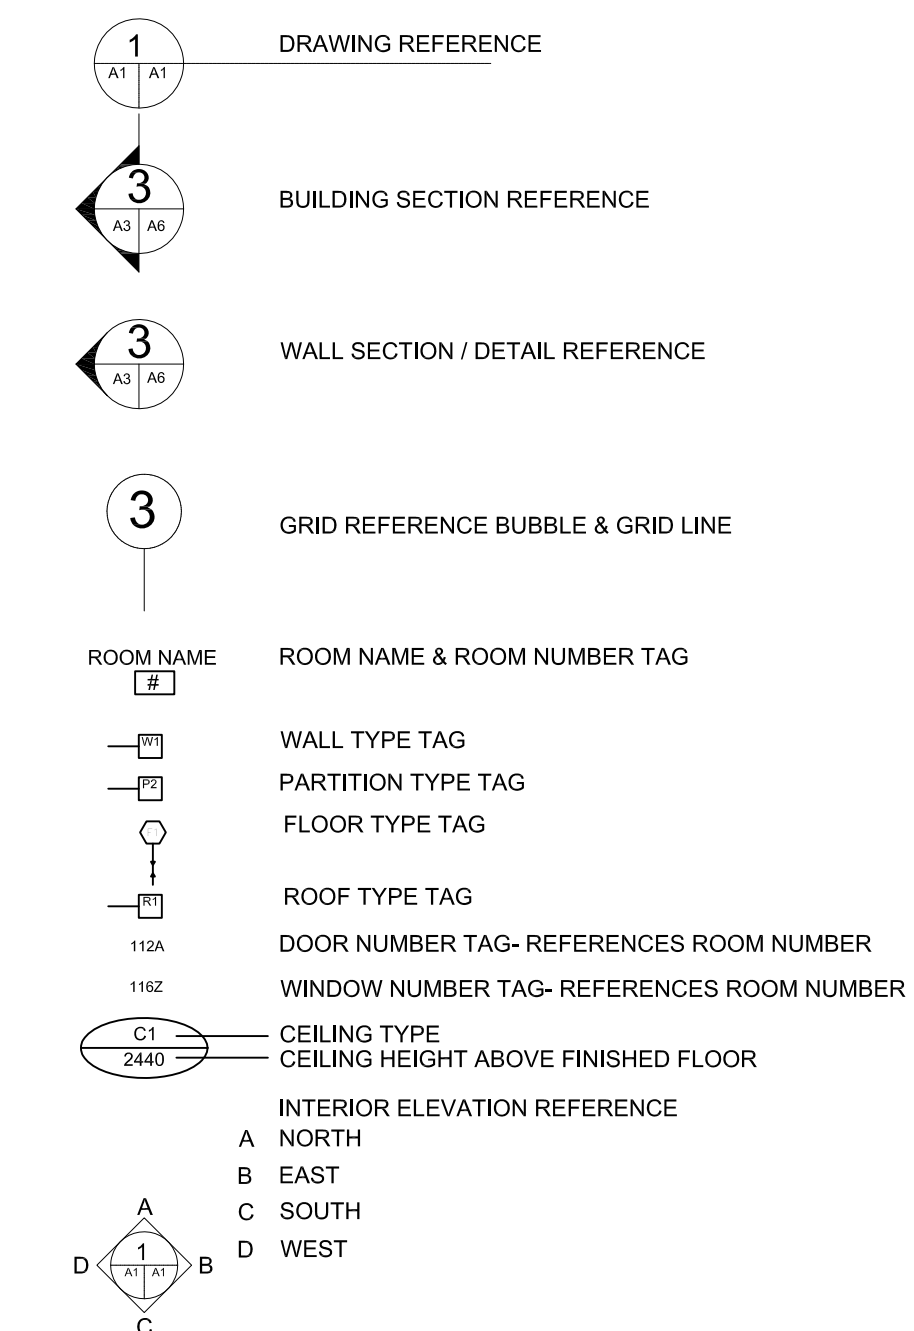 1 DRAWING REFERENCE
A1 A1
3 BUILDING SECTION REFERENCE
A3 A6
3 WALL SECTION / DETAIL REFERENCE
A3 A6
3 GRID REFERENCE BUBBLE & GRID LINE
ROOM NAME ROOM NAME & ROOM NUMBER TAG
#
W1 WALL TYPE TAG
P2 PARTITION TYPE TAG
FLOOR TYPE TAG
R1 ROOF TYPE TAG
112A DOOR NUMBER TAG- REFERENCES ROOM NUMBER
116Z WINDOW NUMBER TAG- REFERENCES ROOM NUMBER
C1 CEILING TYPE
2440 CEILING HEIGHT ABOVE FINISHED FLOOR
INTERIOR ELEVATION REFERENCE
A NORTH
B EAST
C SOUTH
D WEST
A
D 1 B
A1 A1
C